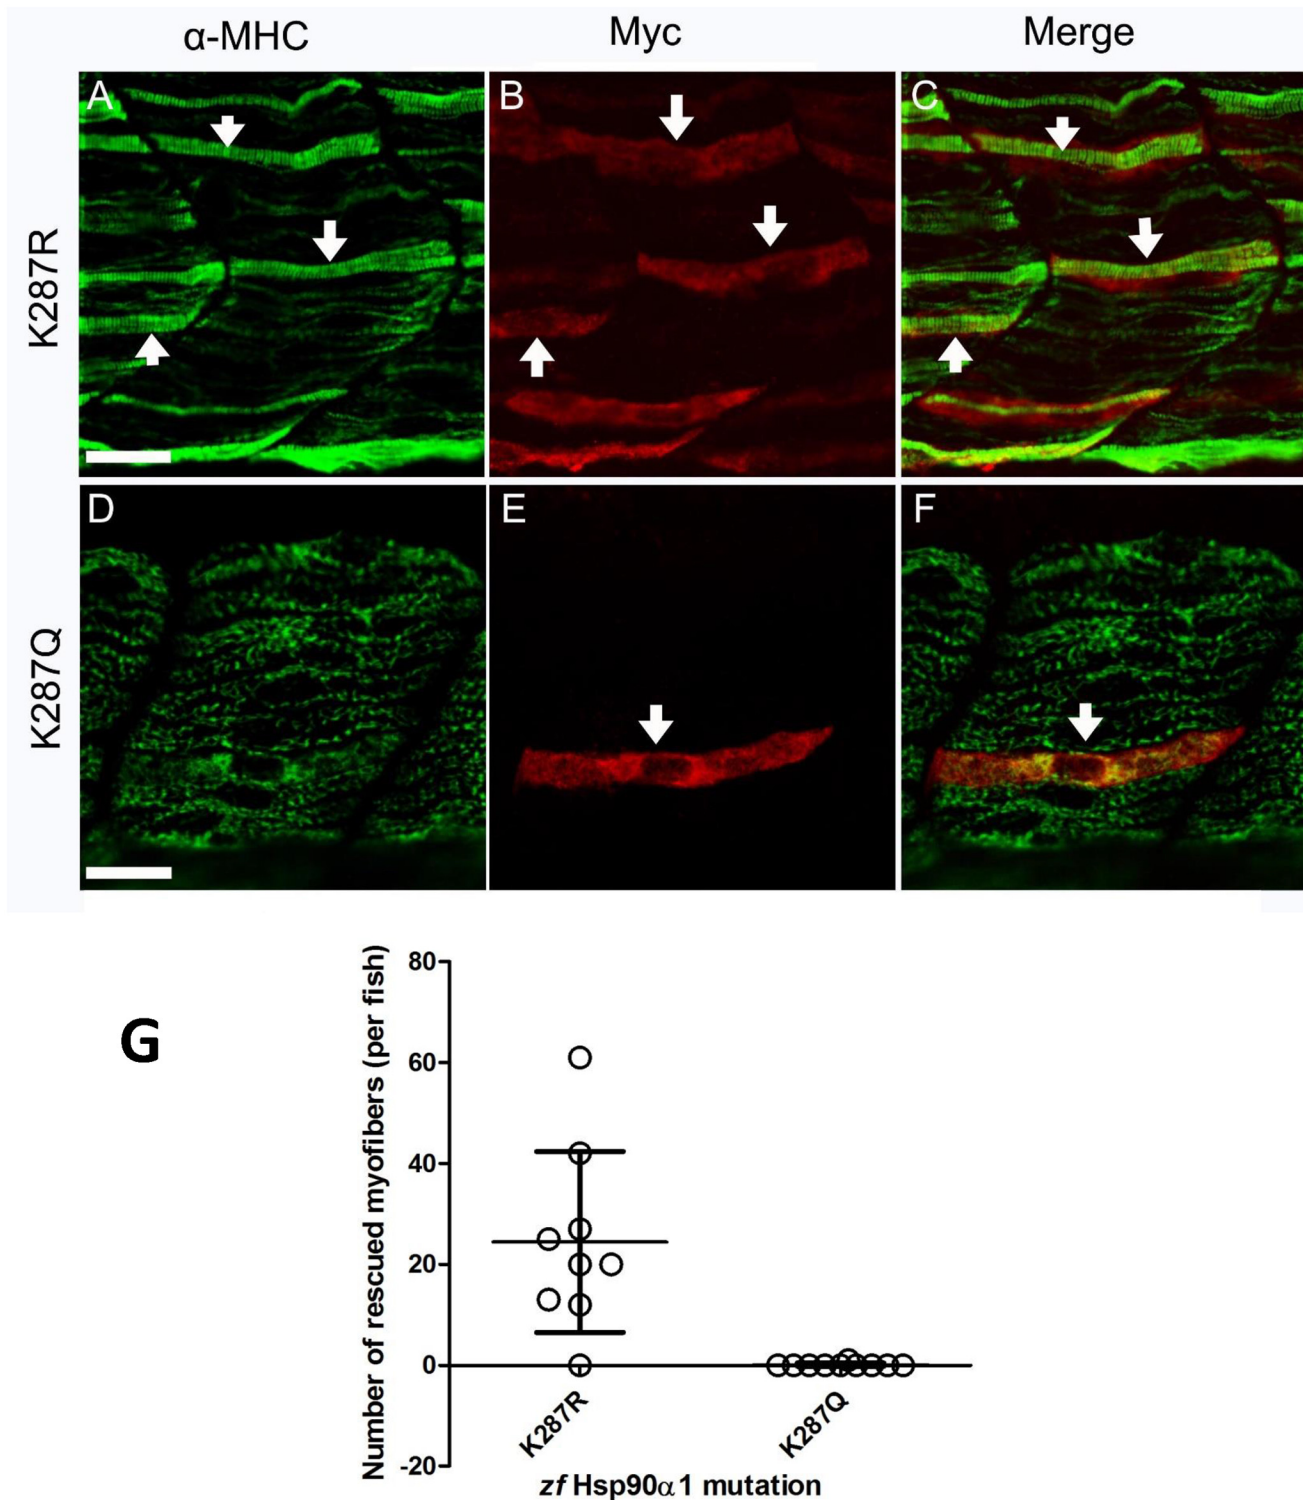 α-MHC Myc Merge
A B C
K287R
D E F
K287Q
G
Number of rescued myofibers (per fish)
80
60
40
20
0
-20
K287R K287Q
zf Hsp90α1 mutation